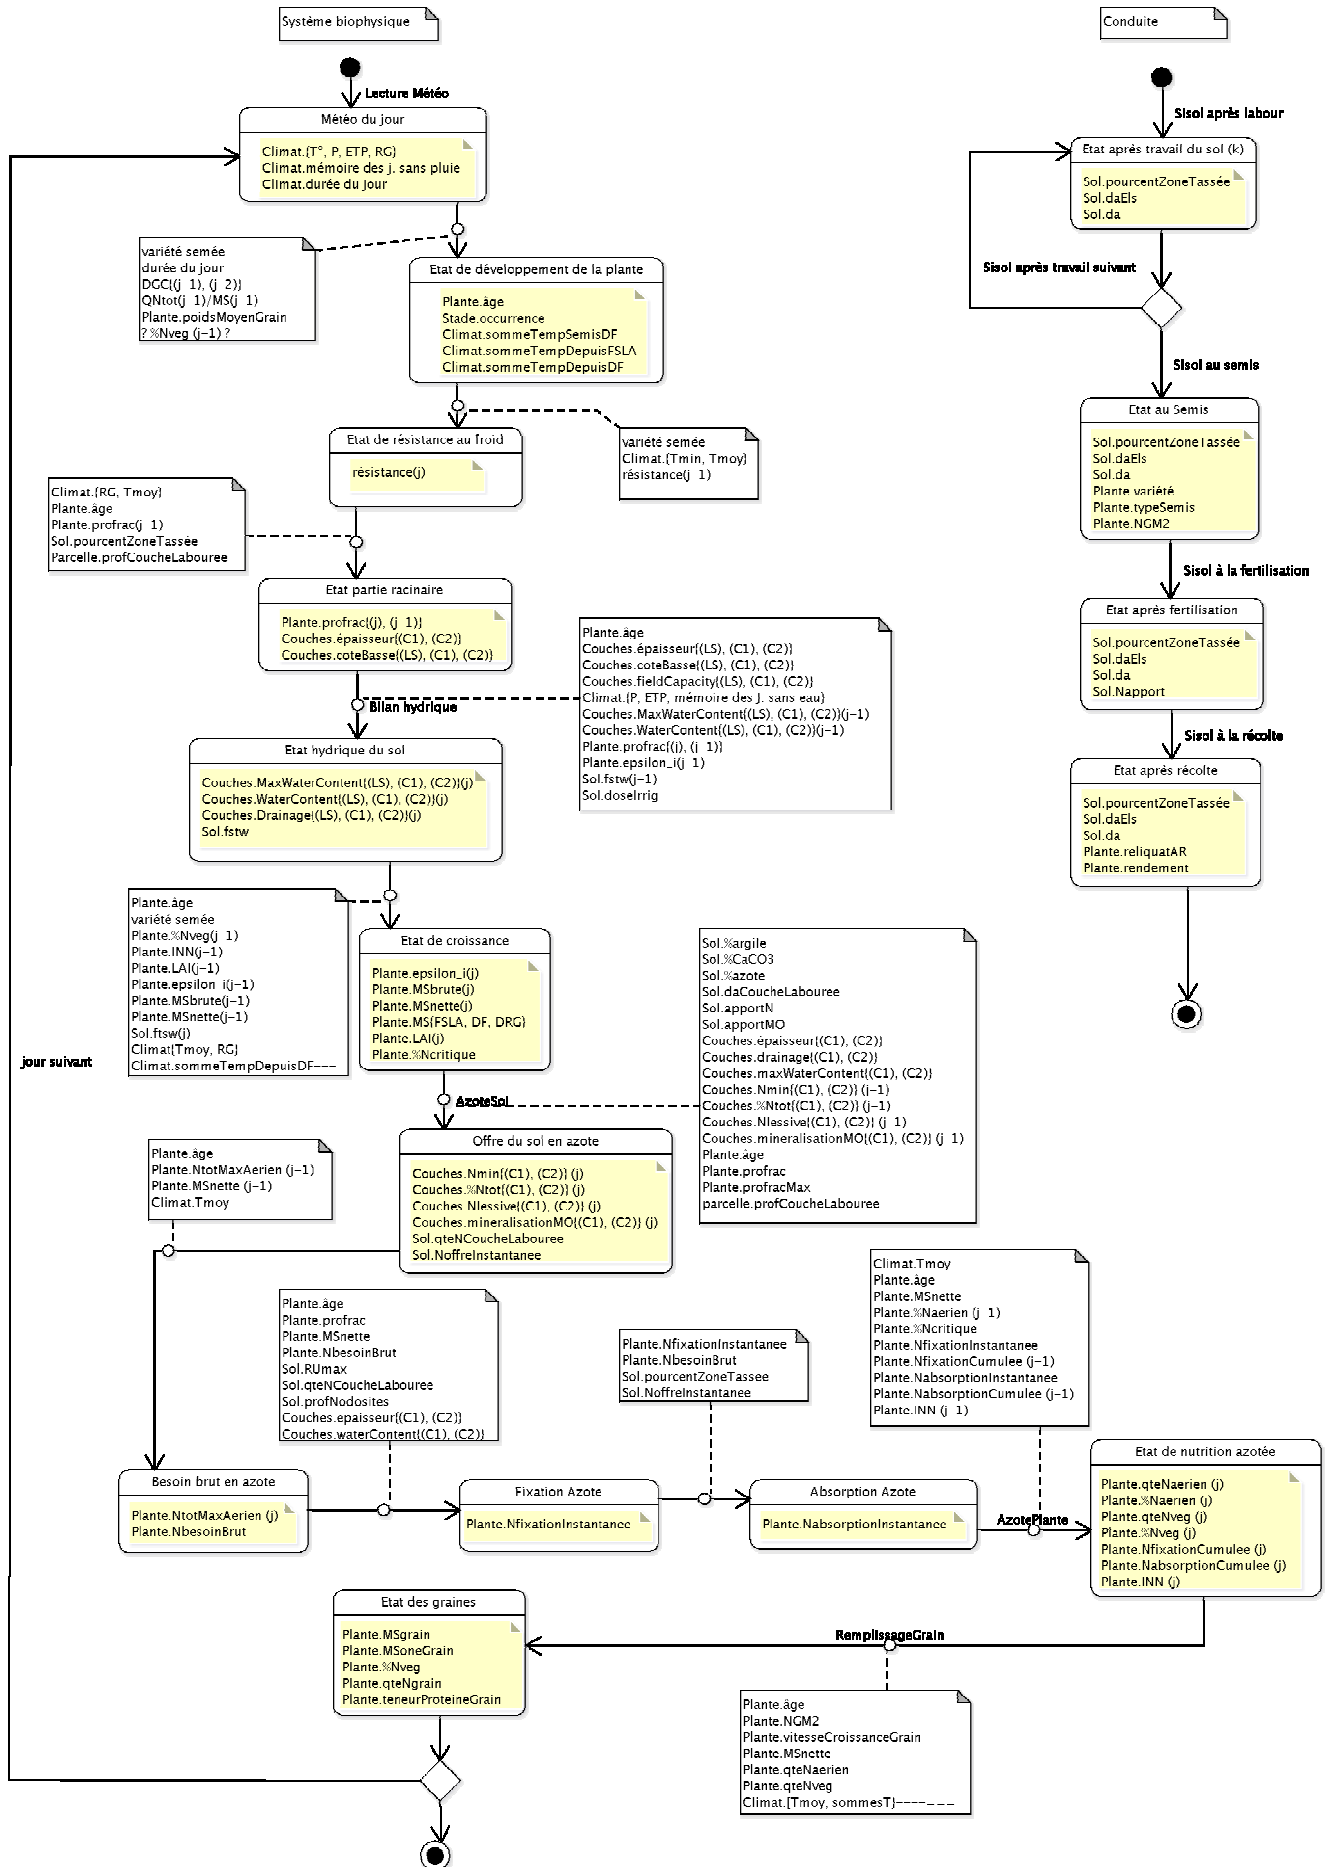 Système biophysique
Lecture Météo
Météo du jour
Climat.{T°, P, ETP, RG}
Climat.mémoire des j. sans pluie
Climat.durée du jour
variété semée
durée du jour
DGC{(j-1), (j-2)}
QNtot(j-1)/MS(j-1)
Plante.poidsMoyenGrain
? %Nveg (j-1) ?
Etat de développement de la plante
Plante.âge
Stade.occurrence
Climat.sommeTempSemisDF
Climat.sommeTempDepuisFSLA
Climat.sommeTempDepuisDF
Etat de résistance au froid
résistance(j)
variété semée
Climat.{Tmin, Tmoy}
résistance(j-1)
Climat.{RG, Tmoy}
Plante.âge
Plante.profrac(j-1)
Sol.pourcentZoneTassée
Parcelle.profCoucheLabouree
Etat partie racinaire
Plante.profrac{(j), (j-1)}
Couches.épaisseur{(C1), (C2)}
Couches.coteBasse{(LS), (C1), (C2)}
Bilan hydrique
Plante.âge
Couches.épaisseur{(LS), (C1), (C2)}
Couches.coteBasse{(LS), (C1), (C2)}
Couches.fieldCapacity{(LS), (C1), (C2)}
Climat.{P, ETP, mémoire des J. sans eau}
Couches.MaxWaterContent{(LS), (C1), (C2)}(j-1)
Couches.WaterContent{(LS), (C1), (C2)}(j-1)
Plante.profrac{(j), (j-1)}
Plante.epsilon_i(j-1)
Sol.fstw(j-1)
Sol.doseIrrig
Etat hydrique du sol
Couches.MaxWaterContent{(LS), (C1), (C2)}(j)
Couches.WaterContent{(LS), (C1), (C2)}(j)
Couches.Drainage{(LS), (C1), (C2)}(j)
Sol.fstw
Plante.âge
variété semée
Plante.%Nveg(j-1)
Plante.INN(j-1)
Plante.LAI(j-1)
Plante.epsilon_i(j-1)
Plante.MSbrute(j-1)
Plante.MSnette(j-1)
Sol.ftsw(j)
Climat{Tmoy, RG}
Climat.sommeTempDepuisDF
Etat de croissance
Plante.epsilon_i(j)
Plante.MSbrute(j)
Plante.MSnette(j)
Plante.MS{FSLA, DF, DRG}
Plante.LAI(j)
Plante.%Ncritique
AzoteSol
Sol.%argile
Sol.%CaCO3
Sol.%azote
Sol.daCoucheLabouree
Sol.apportN
Sol.apportMO
Couches.épaisseur{(C1), (C2)}
Couches.drainage{(C1), (C2)}
Couches.maxWaterContent{(C1), (C2)}
Couches.Nmin{(C1), (C2)} (j-1)
Couches.%Ntot{(C1), (C2)} (j-1)
Couches.Nlessive{(C1), (C2)} (j-1)
Couches.mineralisationMO{(C1), (C2)} (j-1)
Plante.âge
Plante.profrac
Plante.profracMax
parcelle.profCoucheLabouree
Offre du sol en azote
Couches.Nmin{(C1), (C2)} (j)
Couches.%Ntot{(C1), (C2)} (j)
Couches.Nlessive{(C1), (C2)} (j)
Couches.mineralisationMO{(C1), (C2)} (j)
Sol.qteNCoucheLabouree
Sol.NoffreInstantanee
Plante.âge
Plante.NtotMaxAerien (j-1)
Plante.MSnette (j-1)
Climat.Tmoy
Besoin brut en azote
Plante.NtotMaxAerien (j)
Plante.NbesoinBrut
Plante.âge
Plante.profrac
Plante.MSnette
Plante.NbesoinBrut
Sol.RUmax
Sol.qteNCoucheLabouree
Sol.profNodosites
Couches.epaisseur{(C1), (C2)}
Couches.waterContent{(C1), (C2)}
Fixation Azote
Plante.NfixationInstantanee
Plante.NfixationInstantanee
Plante.NbesoinBrut
Sol.pourcentZoneTassee
Sol.NoffreInstantanee
Absorption Azote
Plante.NabsorptionInstantanee
Climat.Tmoy
Plante.âge
Plante.MSnette
Plante.%Naerien (j-1)
Plante.%Ncritique
Plante.NfixationInstantanee
Plante.NfixationCumulee (j-1)
Plante.NabsorptionInstantanee
Plante.NabsorptionCumulee (j-1)
Plante.INN (j-1)
AzotePlante
Etat de nutrition azotée
Plante.qteNaerien (j)
Plante.%Naerien (j)
Plante.qteNveg (j)
Plante.%Nveg (j)
Plante.NfixationCumulee (j)
Plante.NabsorptionCumulee (j)
Plante.INN (j)
RemplissageGrain
Plante.âge
Plante.NGM2
Plante.vitesseCroissanceGrain
Plante.MSnette
Plante.qteNaerien
Plante.qteNveg
Climat.[Tmoy, sommesT}
Etat des graines
Plante.MSgrain
Plante.MSoneGrain
Plante.%Nveg
Plante.qteNgrain
Plante.teneurProteineGrain
jour suivant
Conduite
Sisol après labour
Etat après travail du sol (k)
Sol.pourcentZoneTassée
Sol.daEls
Sol.da
Sisol après travail suivant
Sisol au semis
Etat au Semis
Sol.pourcentZoneTassée
Sol.daEls
Sol.da
Plante.variété
Plante.typeSemis
Plante.NGM2
Sisol à la fertilisation
Etat après fertilisation
Sol.pourcentZoneTassée
Sol.daEls
Sol.da
Sol.Napport
Sisol à la récolte
Etat après récolte
Sol.pourcentZoneTassée
Sol.daEls
Sol.da
Plante.reliquatAR
Plante.rendement